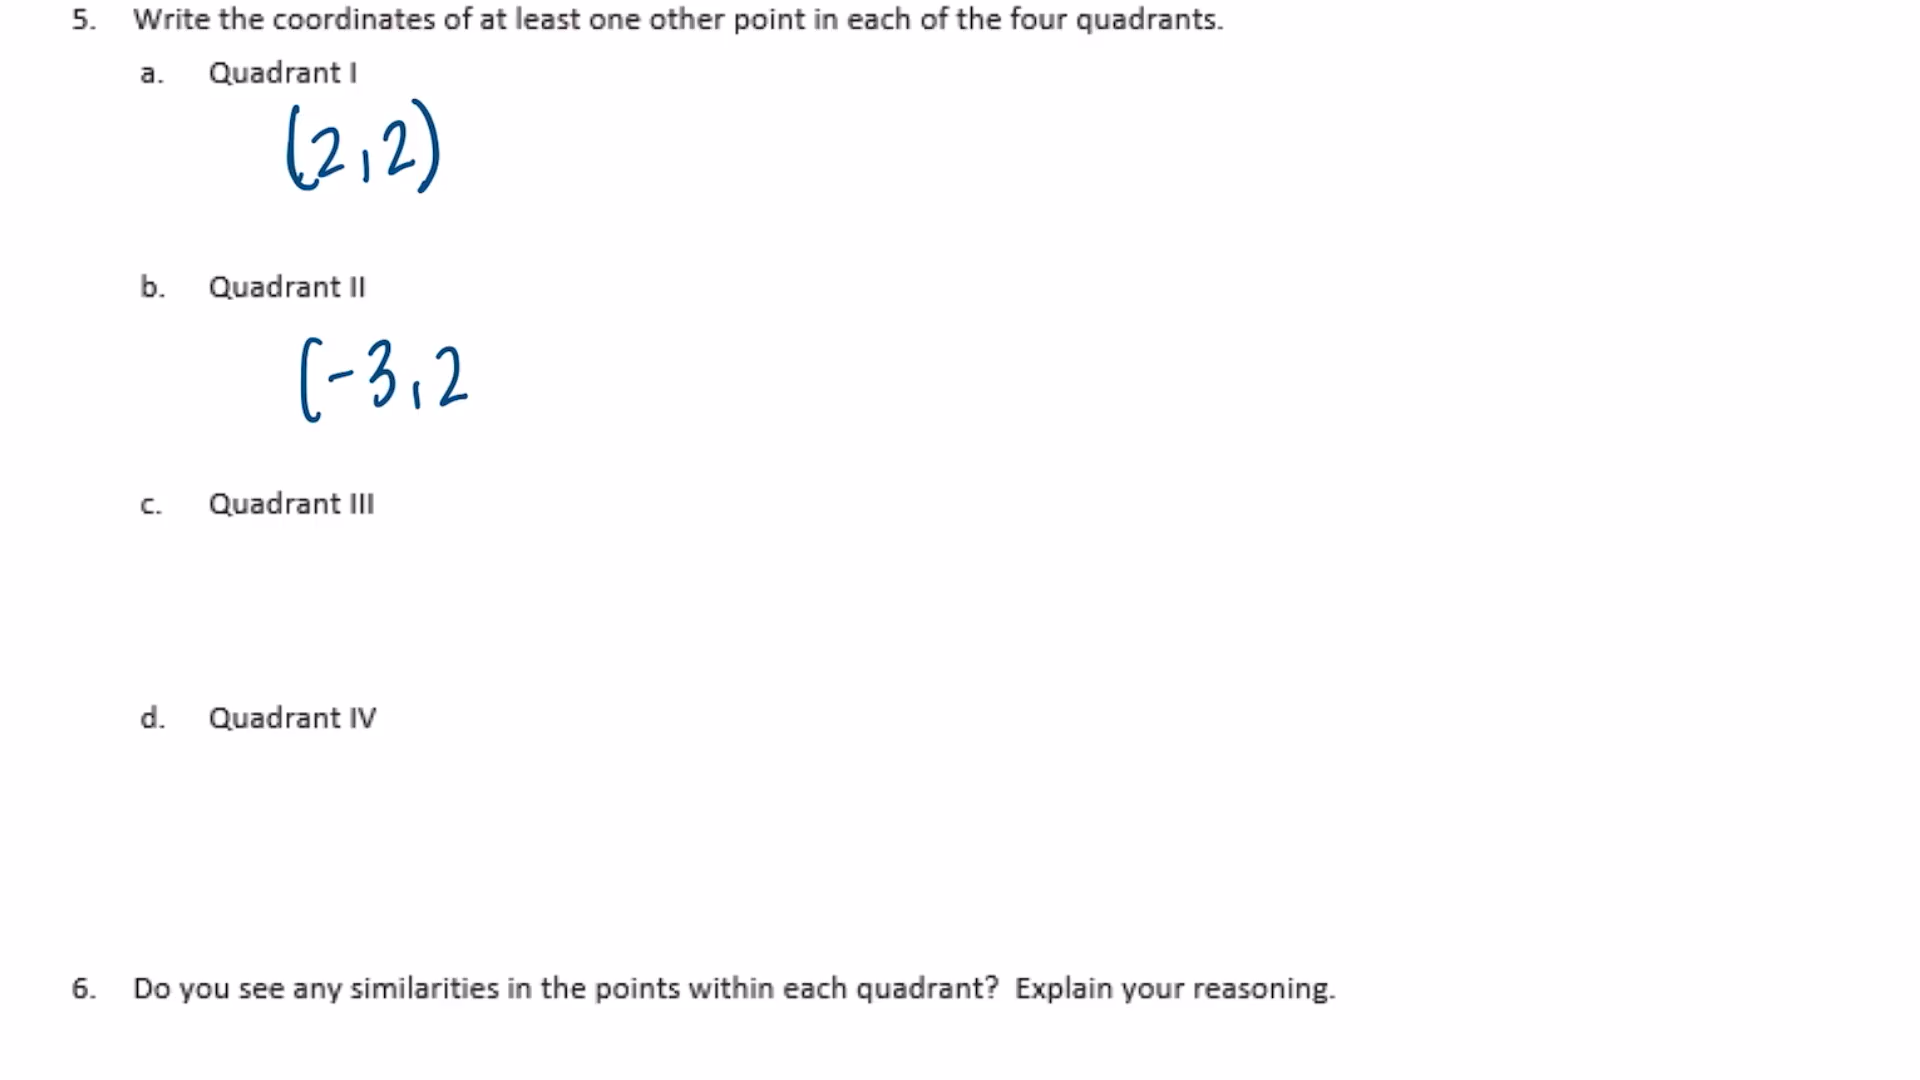 5. Write the coordinates of at least one other point in each of the four quadrants.
a. Quadrant I
(2,2)
b. Quadrant II
(-3,2
c. Quadrant III
d. Quadrant IV
6. Do you see any similarities in the points within each quadrant? Explain your reasoning.